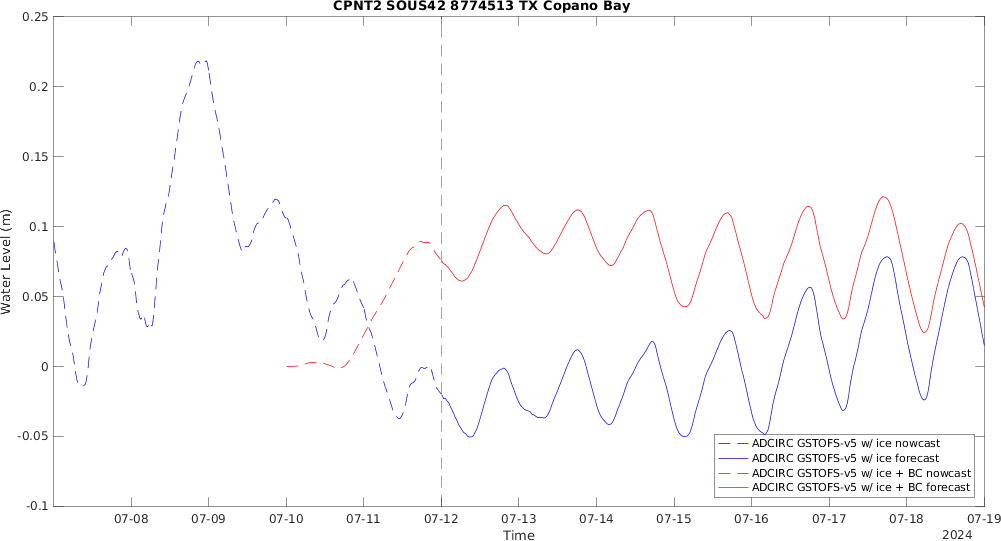 CPNT2 SOUS42 8774513 TX Copano Bay
0.25
0.2
0.15
0.1
0.05
0
-0.05
-0.1
Water Level (m)
ADCIRC GSTOFS-v5 w/ ice nowcast
ADCIRC GSTOFS-v5 w/ ice forecast
ADCIRC GSTOFS-v5 w/ ice + BC nowcast
ADCIRC GSTOFS-v5 w/ ice + BC forecast
07-08 07-09 07-10 07-11 07-12 07-13 07-14 07-15 07-16 07-17 07-18 07-19
Time
2024